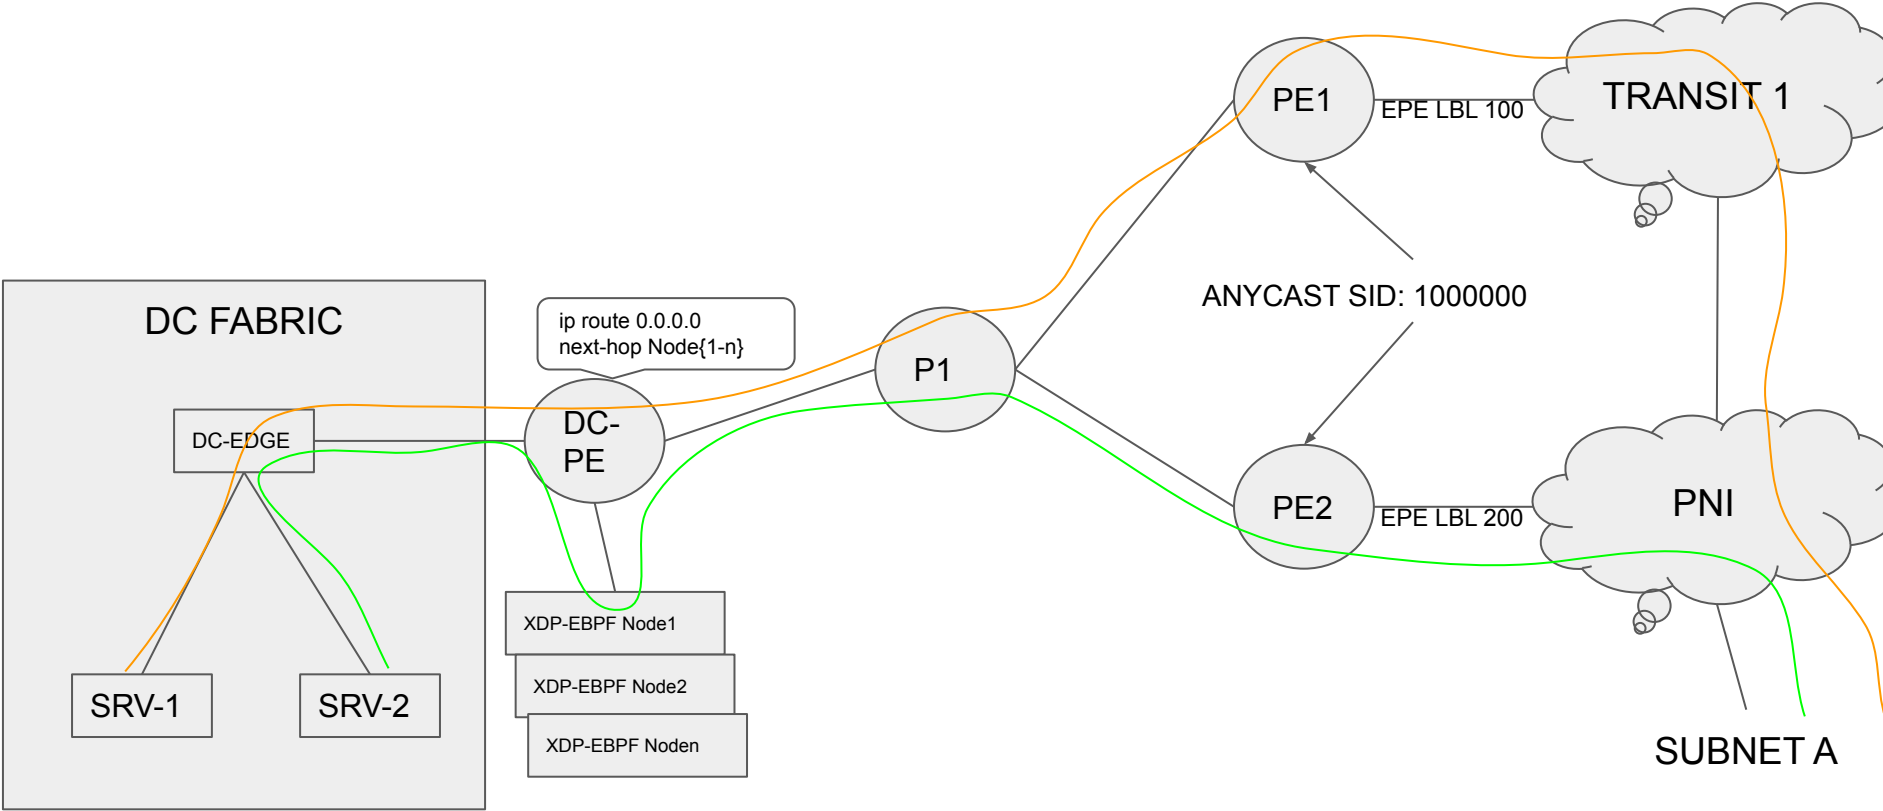 PE1
EPE LBL 100
TRANSIT 1
ANYCAST SID: 1000000
DC FABRIC
ip route 0.0.0.0
next-hop Node{1-n}
P1
DC-EDGE
DC-
PE
PE2
EPE LBL 200
PNI
XDP-EBPF Node1
XDP-EBPF Node2
XDP-EBPF Noden
SRV-1
SRV-2
SUBNET A